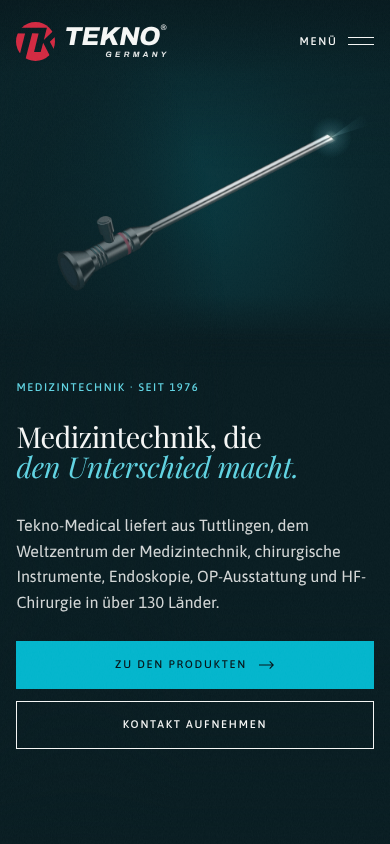 TEKNO®
GERMANY
MENÜ
MEDIZINTECHNIK · SEIT 1976
Medizintechnik, die
den Unterschied macht.
Tekno-Medical liefert aus Tuttlingen, dem
Weltzentrum der Medizintechnik, chirurgische
Instrumente, Endoskopie, OP-Ausstattung und HF-
Chirurgie in über 130 Länder.
ZU DEN PRODUKTEN →
KONTAKT AUFNEHMEN